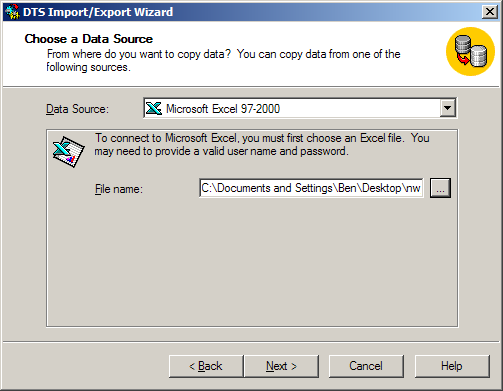 DTS Import/Export Wizard
Choose a Data Source
From where do you want to copy data? You can copy data from one of the
following sources.
Data Source: Microsoft Excel 97-2000
To connect to Microsoft Excel, you must first choose an Excel file. You
may need to provide a valid user name and password.
File name: C:\Documents and Settings\Ben\Desktop\nw ...
< Back Next > Cancel Help